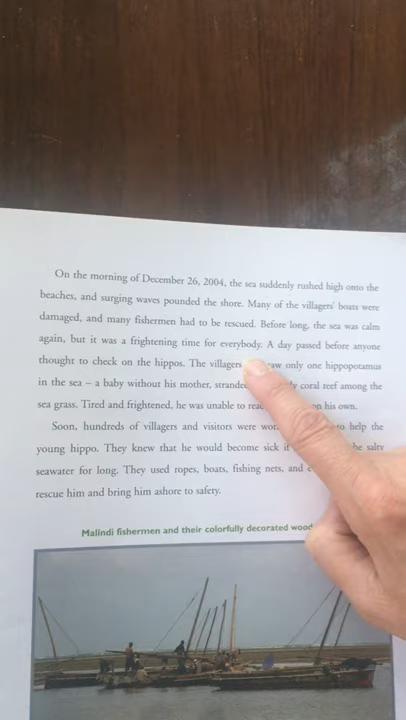 On the morning of December 26, 2004, the sea suddenly rushed high onto the
beaches, and surging waves pounded the shore. Many of the villagers' boats were
damaged, and many fishermen had to be rescued. Before long, the sea was calm
again, but it was a frightening time for everybody. A day passed before anyone
thought to check on the hippos. The villagers only one hippopotamus
in the sea – a baby without his mother, coral reef among the
sea grass. Tired and frightened, he was unable to on his own.
Soon, hundreds of villagers and visitors were to help the
young hippo. They knew that he would become sick salty
seawater for long. They used ropes, boats, fishing nets, and
rescue him and bring him ashore to safety.
Malindi fishermen and their colorfully decorated